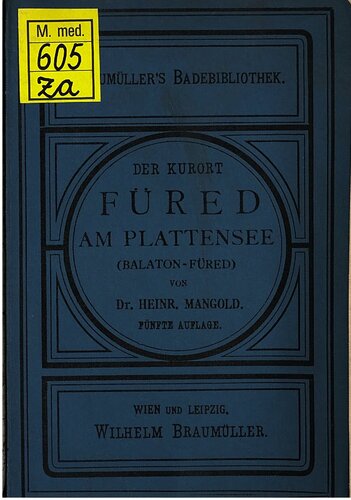 M. med.
605
Za
UMÜLLER'S BADEBIBLIOTHEK.
DER KURORT
FÜRED
AM PLATTENSEE
(BALATON-FÜRED)
VON
Dr. HEINR. MANGOLD.
FÜNFTE AUFLAGE.
WIEN UND LEIPZIG,
WILHELM BRAUMÜLLER.